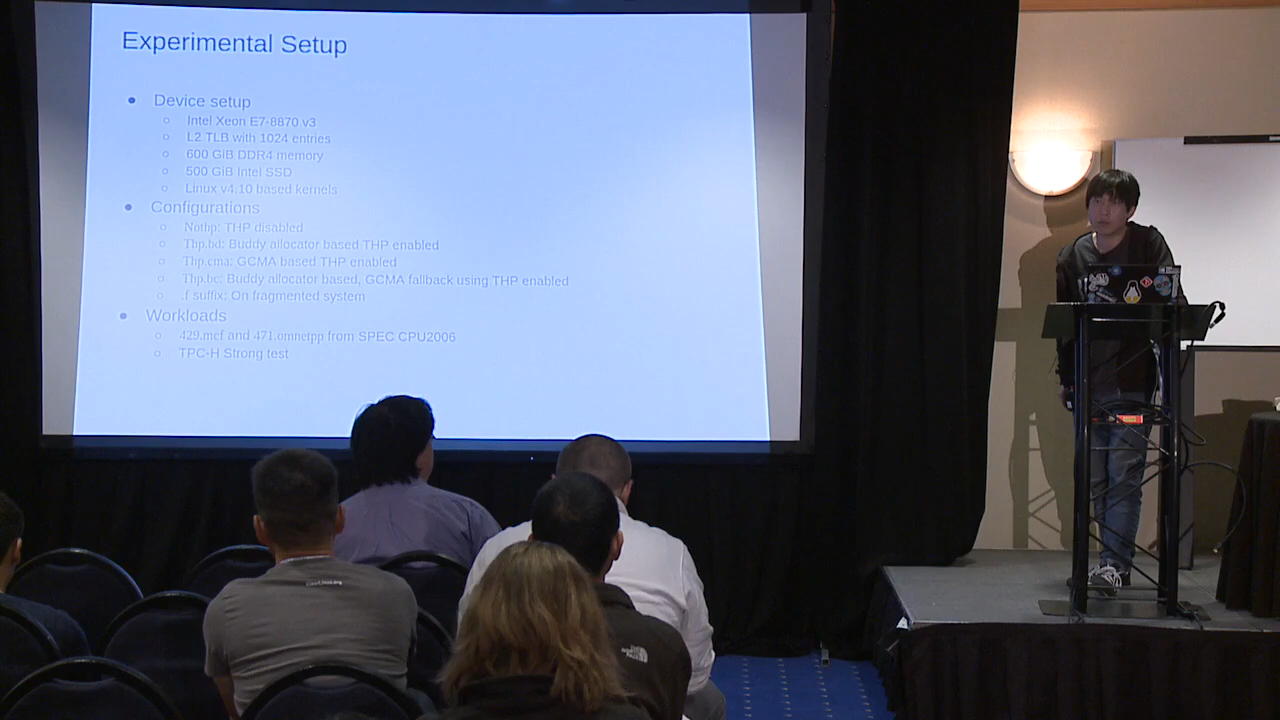 Experimental Setup
Device setup
Intel Xeon E7-8870 v3
L2 TLB with 1024 entries
600 GiB DDR4 memory
500 GiB Intel SSD
Linux v4.10 based kernels
Configurations
Nothp: THP disabled
Thp.bd: Buddy allocator based THP enabled
Thp.cma: GCMA based THP enabled
Thp.bc: Buddy allocator based, GCMA fallback using THP enabled
.f suffix: On fragmented system
Workloads
429.mcf and 471.omnetpp from SPEC CPU2006
TPC-H Strong test
THE
NORTH
FACE